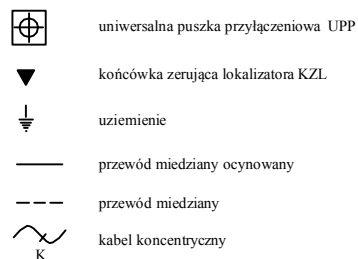 uniwersalna puszka przyłączeniowa UPP
końcówka zerująca lokalizatora KZL
uziemienie
przewód miedziany ocynowany
przewód miedziany
kabel koncentryczny
K